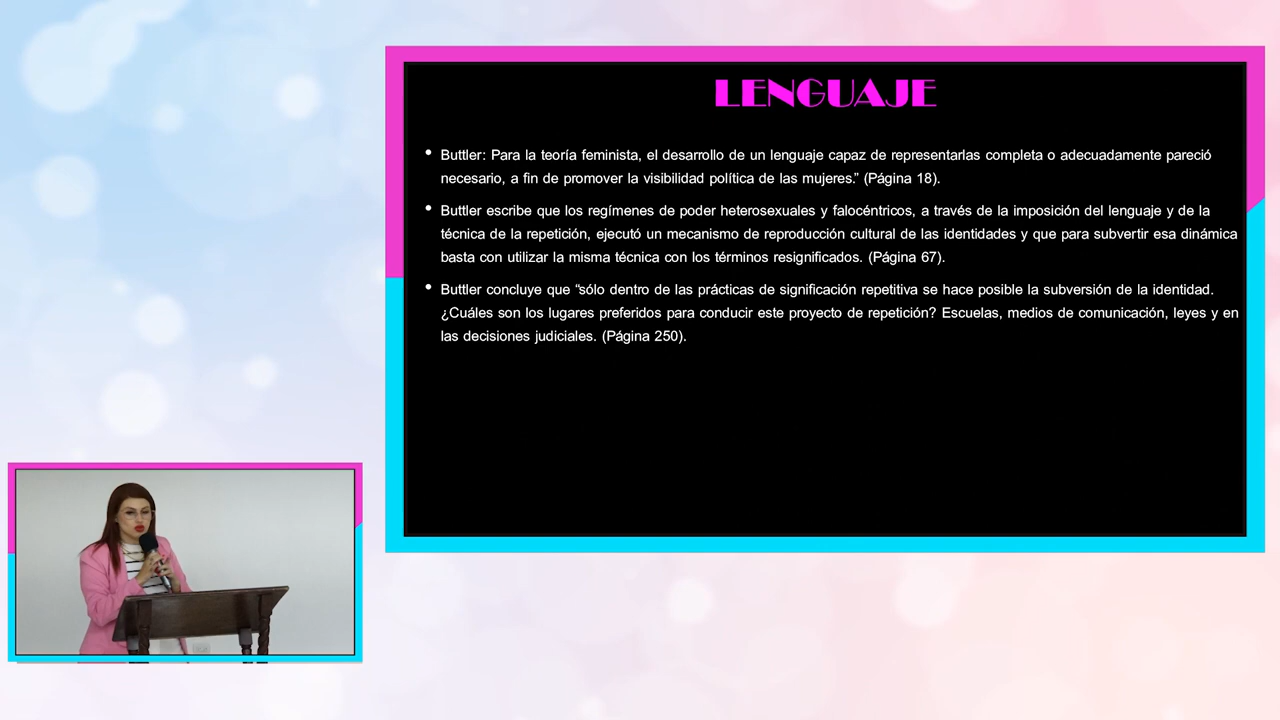 LENGUAJE
• Buttler: Para la teoría feminista, el desarrollo de un lenguaje capaz de representarlas completa o adecuadamente pareció
necesario, a fin de promover la visibilidad política de las mujeres.” (Página 18).
• Buttler escribe que los regímenes de poder heterosexuales y falocéntricos, a través de la imposición del lenguaje y de la
técnica de la repetición, ejecutó un mecanismo de reproducción cultural de las identidades y que para subvertir esa dinámica
basta con utilizar la misma técnica con los términos resignificados. (Página 67).
• Buttler concluye que “sólo dentro de las prácticas de significación repetitiva se hace posible la subversión de la identidad.
¿Cuáles son los lugares preferidos para conducir este proyecto de repetición? Escuelas, medios de comunicación, leyes y en
las decisiones judiciales. (Página 250).